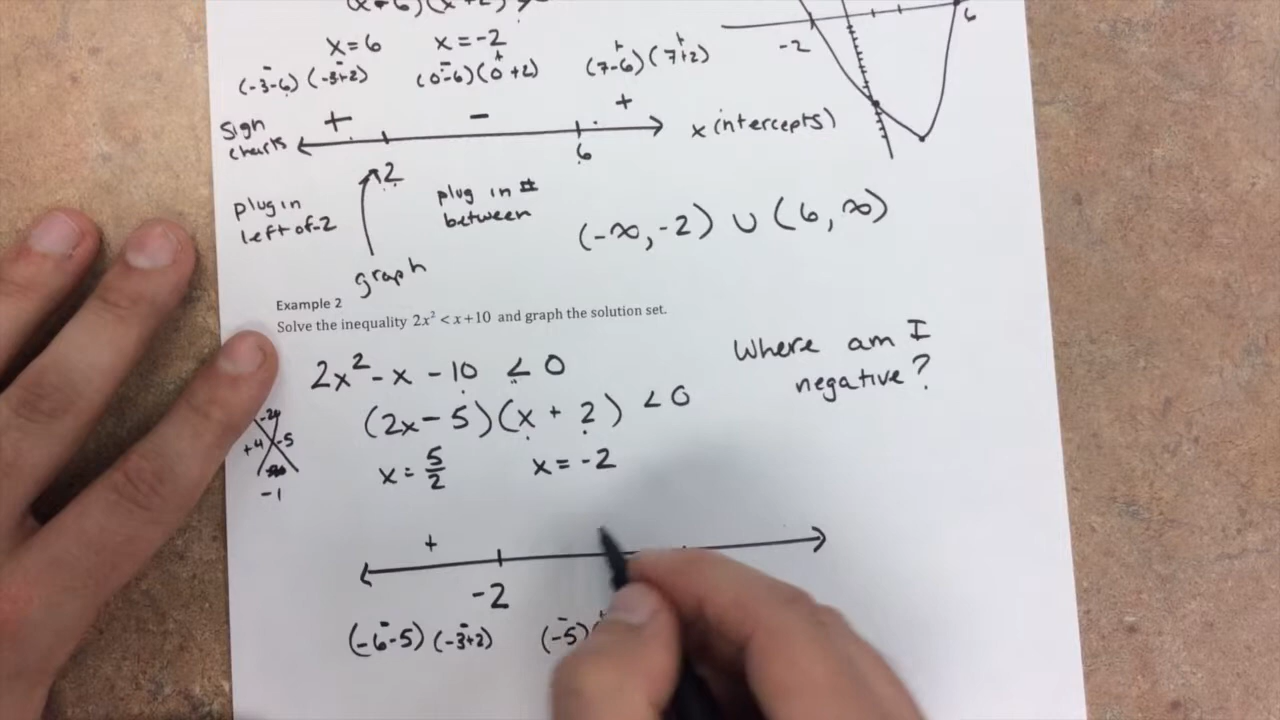 x=6 x=-2
(-3-6)(-3+2) (0-6)(0+2) (7-6)(7+2)
-2 6
+ - +
Sign charts
-2 6
x (intercepts)
plug in left of -2
plug in # between
(-∞,-2) ∪ (6,∞)
graph
Example 2
Solve the inequality 2x² < x+10 and graph the solution set.
2x² - x - 10 < 0
Where am I
negative?
(2x-5)(x+2) < 0
+4 -5
-1
x = 5/2 x = -2
+
-2
(-6-5)(-3+2) (-5)